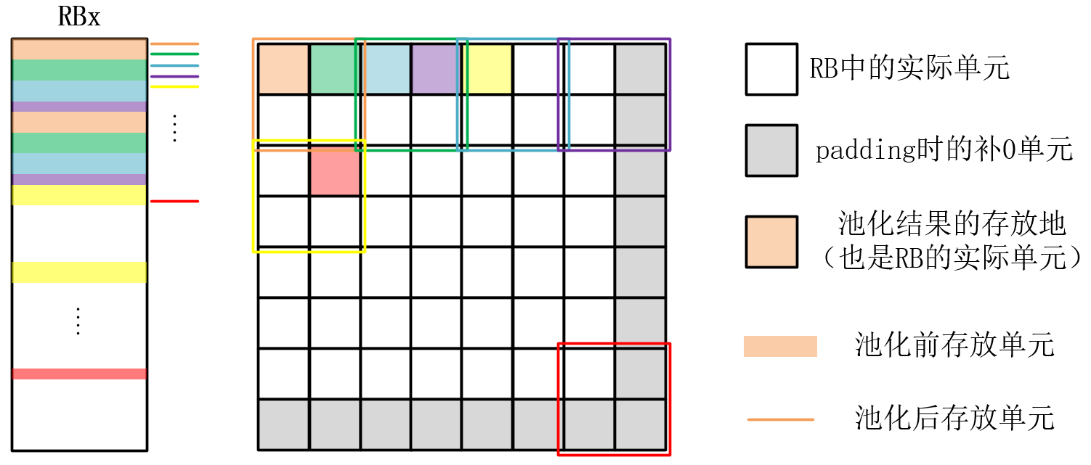 RBx
RB中的实际单元
padding时的补0单元
池化结果的存放地
（也是RB的实际单元）
池化前存放单元
池化后存放单元